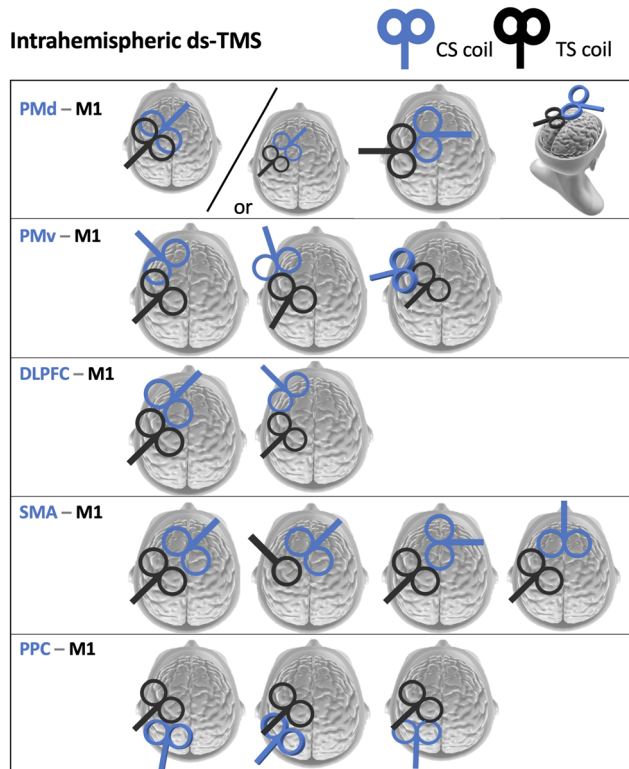 Intrahemispheric ds-TMS
CS coil
TS coil
PMd – M1
or
PMv – M1
DLPFC – M1
SMA – M1
PPC – M1